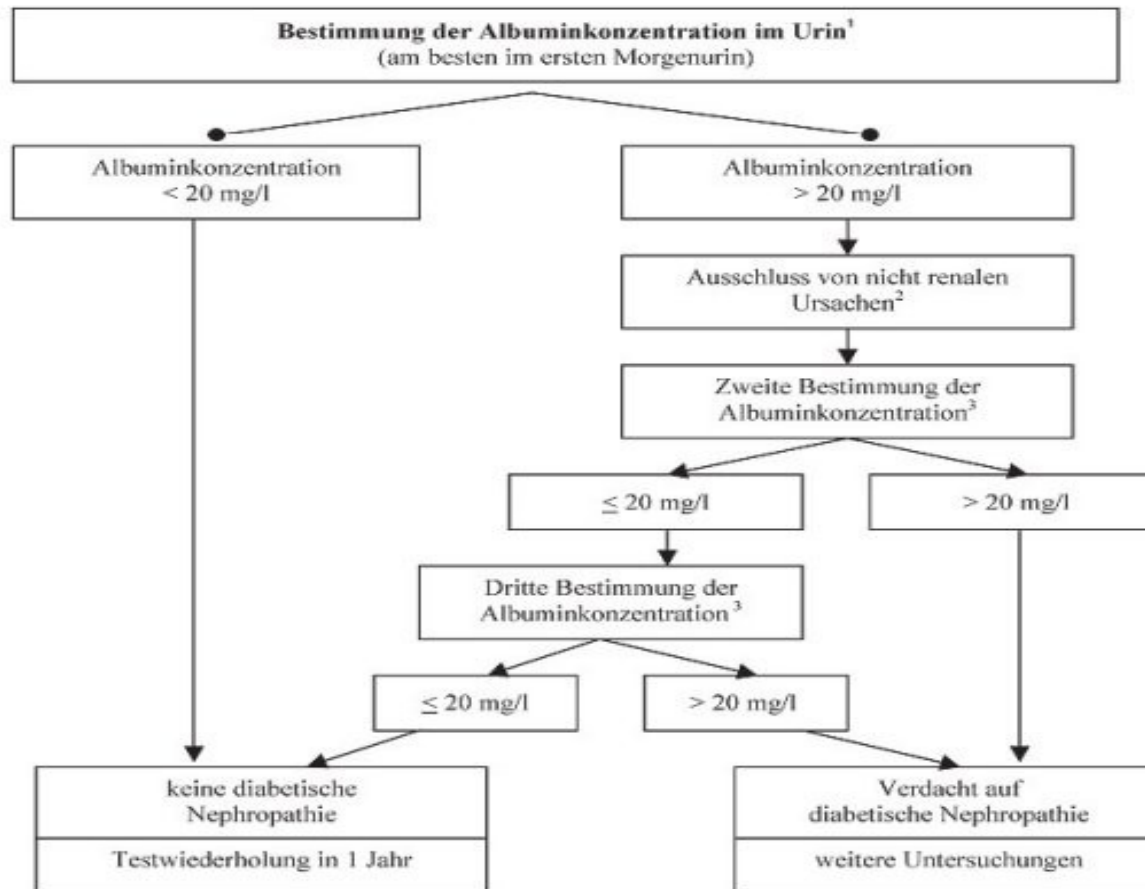 Bestimmung der Albuminkonzentration im Urin¹
(am besten im ersten Morgenurin)
Albuminkonzentration
< 20 mg/l
Albuminkonzentration
> 20 mg/l
Ausschluss von nicht renalen
Ursachen²
Zweite Bestimmung der
Albuminkonzentration³
≤ 20 mg/l
> 20 mg/l
Dritte Bestimmung der
Albuminkonzentration³
≤ 20 mg/l
> 20 mg/l
keine diabetische
Nephropathie
Testwiederholung in 1 Jahr
Verdacht auf
diabetische Nephropathie
weitere Untersuchungen